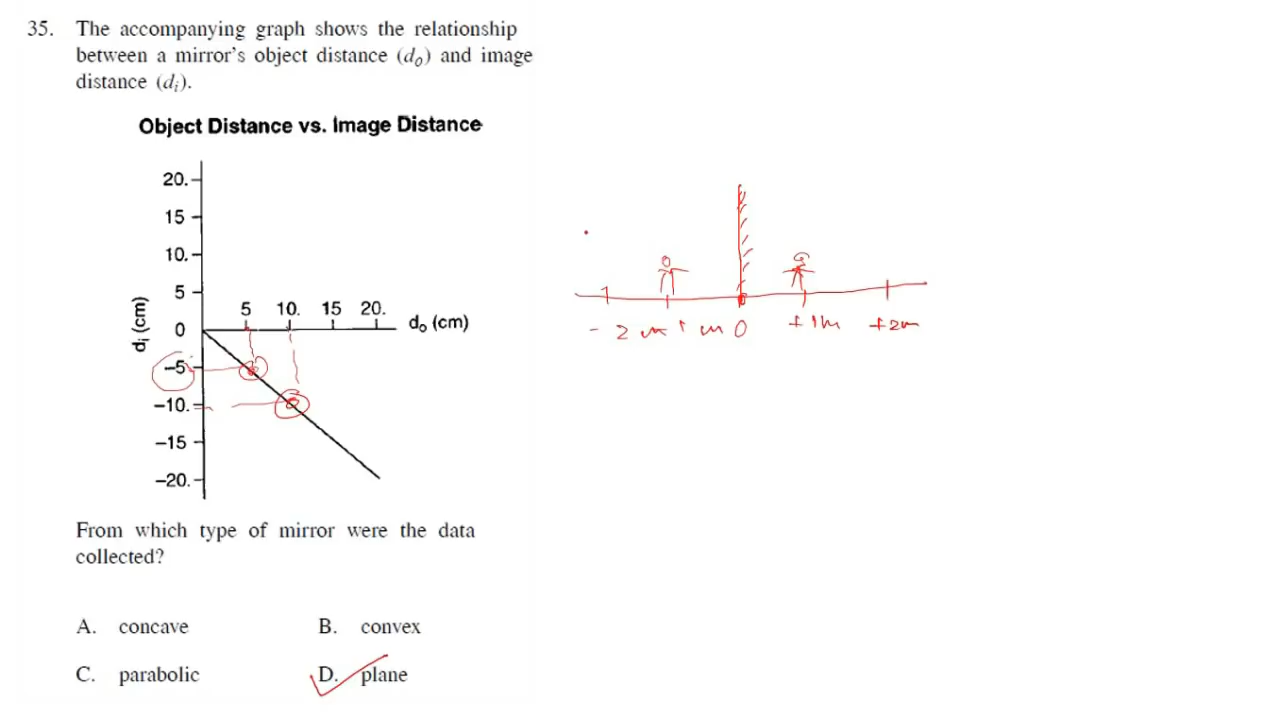 35. The accompanying graph shows the relationship
between a mirror's object distance (dₒ) and image
distance (dᵢ).
Object Distance vs. Image Distance
20.
15
10.
5
0
-5
-10.
-15
-20.
dᵢ (cm)
5 10. 15 20.
dₒ (cm)
- 2 m 1 m 0 +1m +2m
From which type of mirror were the data
collected?
A. concave B. convex
C. parabolic D. plane